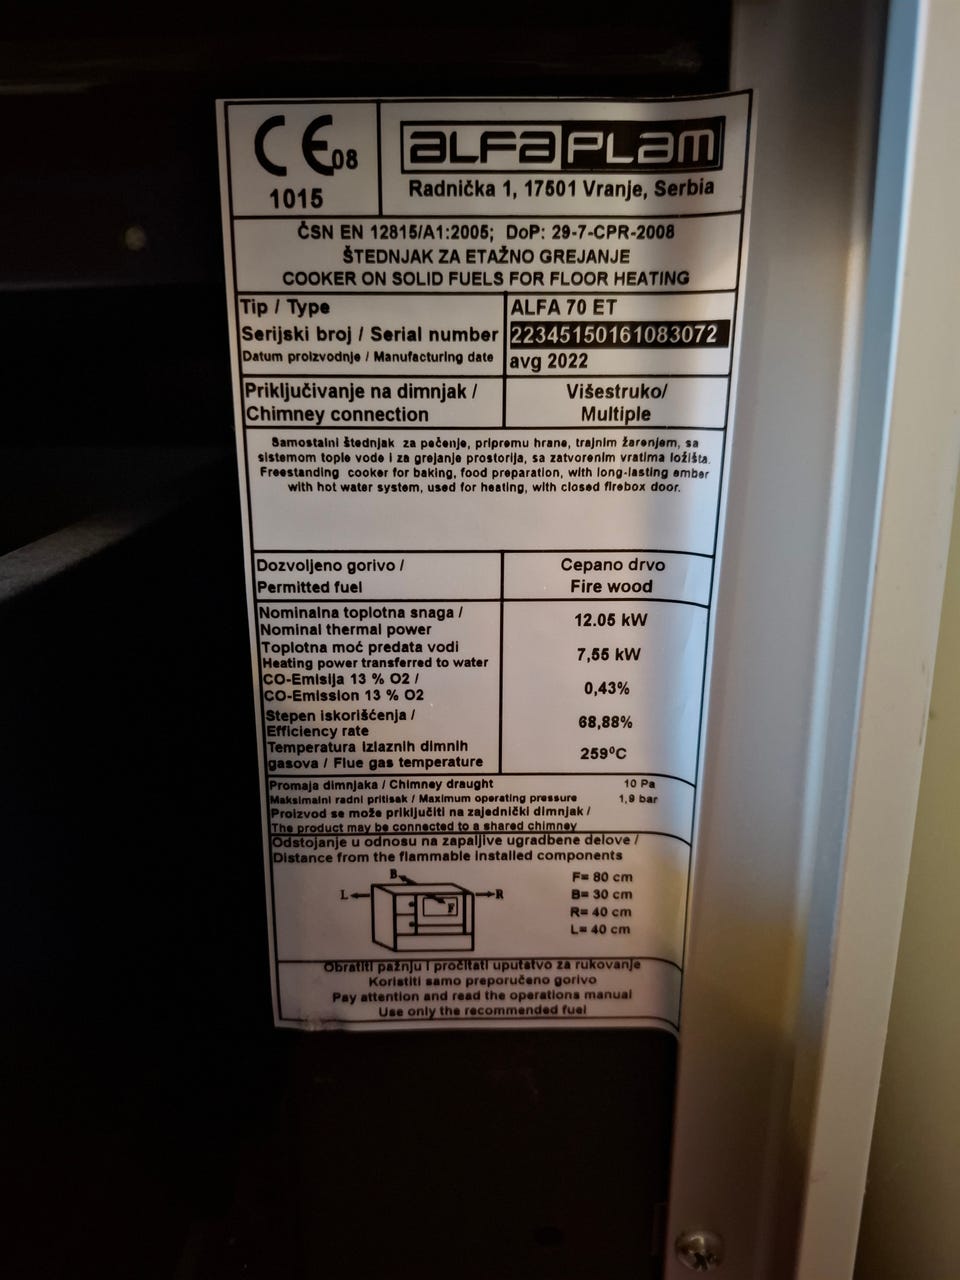 CE08
1015
ALFAPLAM
Radnička 1, 17501 Vranje, Serbia
ČSN EN 12815/A1:2005; DoP: 29-7-CPR-2008
ŠTEDNJAK ZA ETAŽNO GREJANJE
COOKER ON SOLID FUELS FOR FLOOR HEATING
Tip / Type ALFA 70 ET
Serijski broj / Serial number 22345150161083072
Datum proizvodnje / Manufacturing date avg 2022
Priključivanje na dimnjak / Višestruko/
Chimney connection Multiple
Samostalni štednjak za pečenje, pripremu hrane, trajnim žarenjem, sa
sistemom tople vode i za grejanje prostorija, sa zatvorenim vratima ložišta.
Freestanding cooker for baking, food preparation, with long-lasting ember
with hot water system, used for heating, with closed firebox door.
Dozvoljeno gorivo / Cepano drvo
Permitted fuel Fire wood
Nominalna toplotna snaga /
Nominal thermal power 12.05 kW
Toplotna moć predata vodi
Heating power transferred to water 7,55 kW
CO-Emisija 13 % O2 /
CO-Emission 13 % O2 0,43%
Stepen iskorišćenja /
Efficiency rate 68,88%
Temperatura izlaznih dimnih
gasova / Flue gas temperature 259⁰C
Promaja dimnjaka / Chimney draught 10 Pa
Maksimalni radni pritisak / Maximum operating pressure 1,9 bar
Proizvod se može priključiti na zajednički dimnjak /
The product may be connected to a shared chimney
Odstojanje u odnosu na zapaljive ugradbene delove /
Distance from the flammable installed components
B
L
R
F
F= 80 cm
B= 30 cm
R= 40 cm
L= 40 cm
Obratiti pažnju i pročitati uputstvo za rukovanje
Koristiti samo preporučeno gorivo
Pay attention and read the operations manual
Use only the recommended fuel